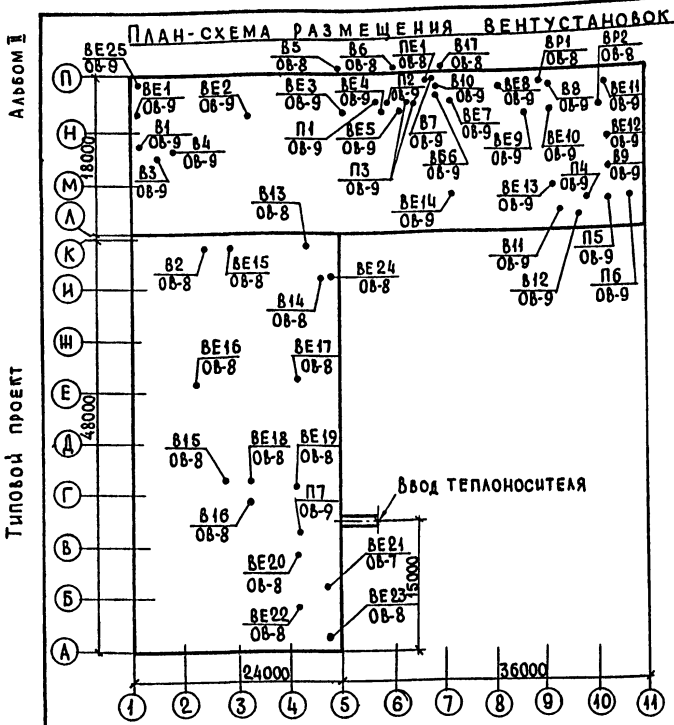 ПЛАН-СХЕМА РАЗМЕЩЕНИЯ ВЕНТУСТАНОВОК
АЛЬБОМ II
ТИПОВОЙ ПРОЕКТ
ВЕ25
ОВ-9
В5
ОВ-8
В6
ОВ-8
ПЕ1
ОВ-8
В17
ОВ-8
ВР1
ОВ-8
ВР2
ОВ-8
П
ВЕ1
ОВ-9
ВЕ2
ОВ-9
ВЕ3
ОВ-9
ВЕ4
ОВ-9
П2
ОВ-9
В10
ОВ-9
ВЕ8
ОВ-9
В8
ОВ-9
ВЕ11
ОВ-9
Н
В1
ОВ-9
В4
ОВ-9
П1
ОВ-9
ВЕ5
ОВ-9
В7
ОВ-9
ВЕ7
ОВ-9
ВЕ9
ОВ-9
ВЕ10
ОВ-9
ВЕ12
ОВ-9
18000
В3
ОВ-9
П3
ОВ-9
ВБ6
ОВ-9
П4
ОВ-9
В9
ОВ-9
М
В13
ОВ-8
ВЕ14
ОВ-9
ВЕ13
ОВ-9
Л
К
В2
ОВ-8
ВЕ15
ОВ-8
ВЕ24
ОВ-8
В11
ОВ-9
В12
ОВ-9
П5
ОВ-9
П6
ОВ-9
И
В14
ОВ-8
Ж
ВЕ16
ОВ-8
ВЕ17
ОВ-8
Е
48000
Д
В15
ОВ-8
ВЕ18
ОВ-8
ВЕ19
ОВ-8
Г
В16
ОВ-8
П7
ОВ-9
ВВОД ТЕПЛОНОСИТЕЛЯ
В
ВЕ20
ОВ-8
ВЕ21
ОВ-7
15000
Б
ВЕ22
ОВ-8
ВЕ23
ОВ-8
А
24000
36000
1 2 3 4 5 6 7 8 9 10 11